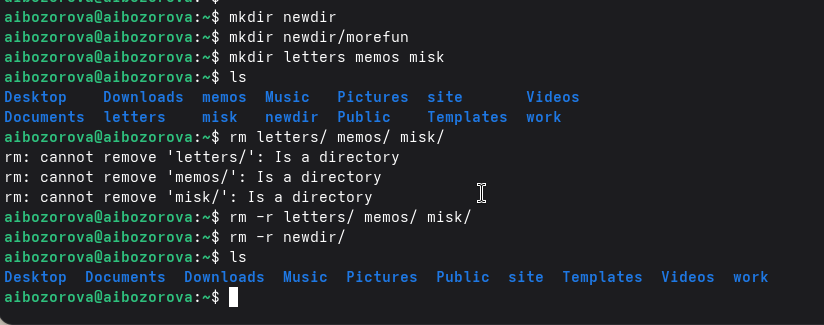 aibozorova@aibozorova:~$ mkdir newdir
aibozorova@aibozorova:~$ mkdir newdir/morefun
aibozorova@aibozorova:~$ mkdir letters memos misk
aibozorova@aibozorova:~$ ls
Desktop    Downloads  memos  Music   Pictures  site       Videos
Documents  letters    misk   newdir  Public    Templates  work
aibozorova@aibozorova:~$ rm letters/ memos/ misk/
rm: cannot remove 'letters/': Is a directory
rm: cannot remove 'memos/': Is a directory
rm: cannot remove 'misk/': Is a directory
aibozorova@aibozorova:~$ rm -r letters/ memos/ misk/
aibozorova@aibozorova:~$ rm -r newdir/
aibozorova@aibozorova:~$ ls
Desktop  Documents  Downloads  Music  Pictures  Public  site  Templates  Videos  work
aibozorova@aibozorova:~$